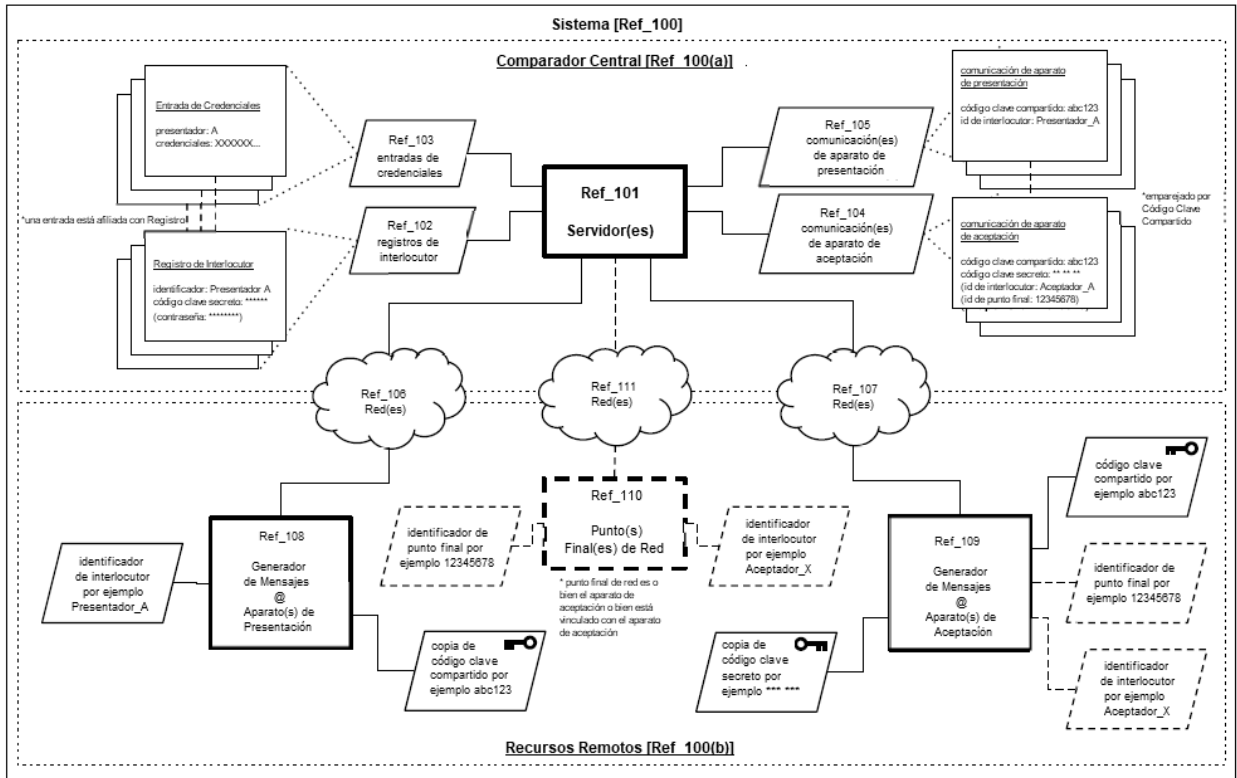 Sistema [Ref_100]
Comparador Central [Ref_100(a)]
Entrada de Credenciales
presentador: A
credenciales: XXXXXX...
Ref_103
entradas de
credenciales
*una entrada está afiliada con Registro
Registro de Interlocutor
identificador: Presentador A
código clave secreto: ******
(contraseña: ********)
Ref_102
registros de
interlocutor
Ref_101
Servidor(es)
Ref_105
comunicación(es)
de aparato de
presentación
comunicación de aparato
de presentación
código clave compartido: abc123
id de interlocutor: Presentador_A
Ref_104
comunicación(es)
de aparato de
aceptación
*emparejado por
Código Clave
Compartido
comunicación de aparato
de aceptación
código clave compartido: abc123
código clave secreto: ** ** **
(id de interlocutor: Aceptador_A
(id de punto final: 12345678)
Ref_106
Red(es)
Ref_111
Red(es)
Ref_107
Red(es)
identificador
de interlocutor
por ejemplo
Presentador_A
Ref_108
Generador
de Mensajes
@
Aparato(s) de
Presentación
copia de
código clave
compartido por
ejemplo abc123
identificador de
punto final por
ejemplo 12345678
Ref_110
Punto(s)
Final(es) de Red
* punto final de red es o
bien el aparato de
aceptación o bien está
vinculado con el aparato
de aceptación
identificador
de interlocutor
por ejemplo
Aceptador_X
copia de
código clave
secreto por
ejemplo *** ***
Ref_109
Generador
de Mensajes
@
Aparato(s) de
Aceptación
código clave
compartido por
ejemplo abc123
identificador de
punto final por
ejemplo 12345678
identificador
de interlocutor
por ejemplo
Aceptador_X
Recursos Remotos [Ref_100(b)]